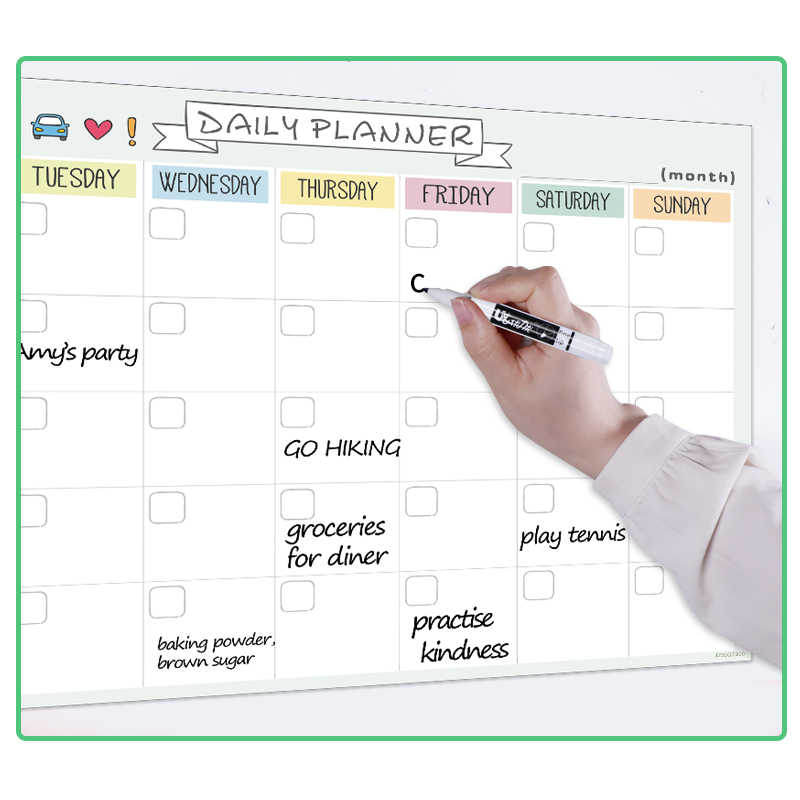 DAILY PLANNER
(month)
TUESDAY WEDNESDAY THURSDAY FRIDAY SATURDAY SUNDAY
C
Amy's party
GO HIKING
groceries
for diner
play tennis
baking powder,
brown sugar
practise
kindness